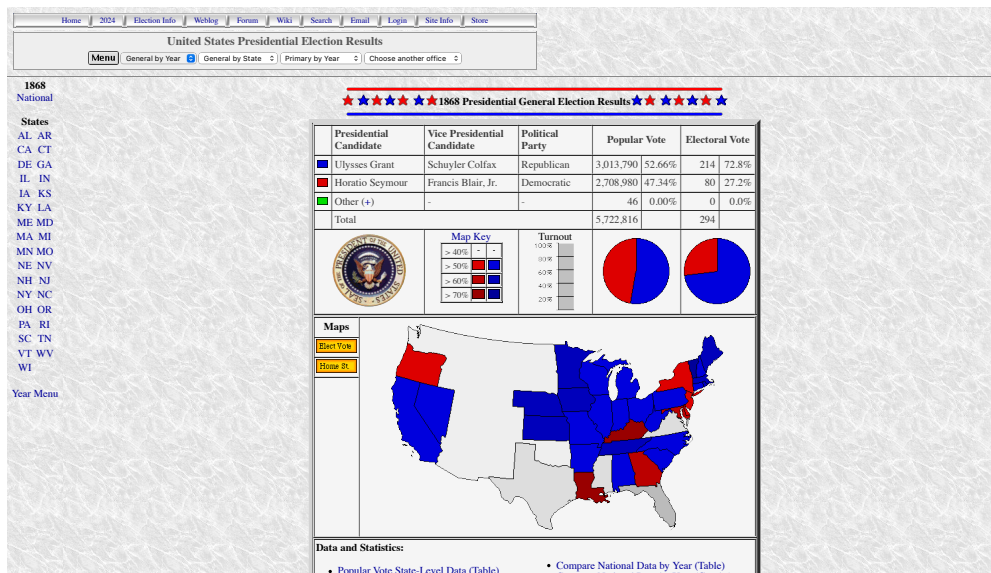 Home 2024 Election Info Weblog Forum Wiki Search Email Login Site Info Store
United States Presidential Election Results
Menu General by Year General by State Primary by Year Choose another office
1868
National
States
AL AR
CA CT
DE GA
IL IN
IA KS
KY LA
ME MD
MA MI
MN MO
NE NV
NH NJ
NY NC
OH OR
PA RI
SC TN
VT WV
WI
Year Menu
1868 Presidential General Election Results
Presidential Candidate Vice Presidential Candidate Political Party Popular Vote Electoral Vote
Ulysses Grant Schuyler Colfax Republican 3,013,790 52.66% 214 72.8%
Horatio Seymour Francis Blair, Jr. Democratic 2,708,980 47.34% 80 27.2%
Other (+) - - 46 0.00% 0 0.0%
Total 5,722,816 294
SEAL OF THE PRESIDENT OF THE UNITED STATES
Map Key
> 40% - -
> 50%
> 60%
> 70%
Turnout
100%
80%
60%
40%
20%
Maps
Elect Vote
Home St.
Data and Statistics:
• Popular Vote State-Level Data (Table)
• Compare National Data by Year (Table)